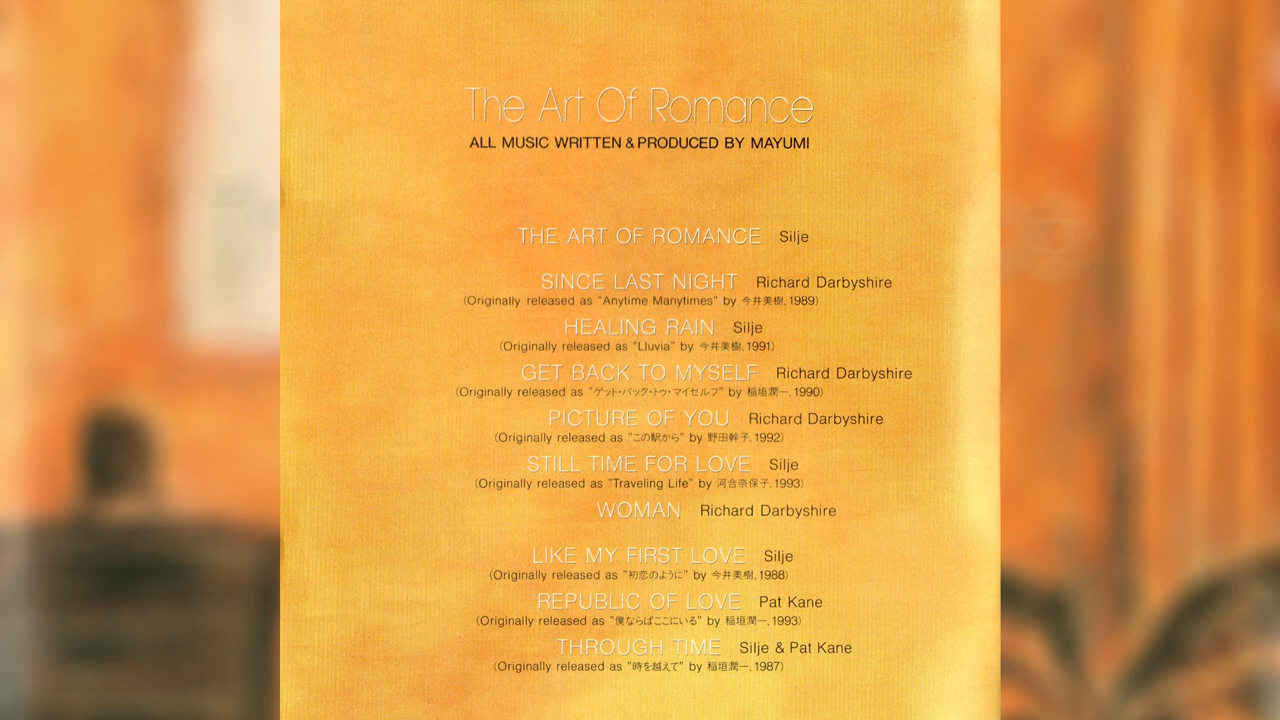 The Art Of Romance
ALL MUSIC WRITTEN & PRODUCED BY MAYUMI
THE ART OF ROMANCE Silje
SINCE LAST NIGHT Richard Darbyshire
(Originally released as "Anytime Manytimes" by 今井美樹, 1989)
HEALING RAIN Silje
(Originally released as "Lluvia" by 今井美樹, 1991)
GET BACK TO MYSELF Richard Darbyshire
(Originally released as "ゲット・バック・トゥ・マイセルフ" by 稲垣潤一, 1990)
PICTURE OF YOU Richard Darbyshire
(Originally released as "この駅から" by 野田幹子, 1992)
STILL TIME FOR LOVE Silje
(Originally released as "Traveling Life" by 河合奈保子, 1993)
WOMAN Richard Darbyshire
LIKE MY FIRST LOVE Silje
(Originally released as "初恋のように" by 今井美樹, 1988)
REPUBLIC OF LOVE Pat Kane
(Originally released as "僕ならばここにいる" by 稲垣潤一, 1993)
THROUGH TIME Silje & Pat Kane
(Originally released as "時を越えて" by 稲垣潤一, 1987)